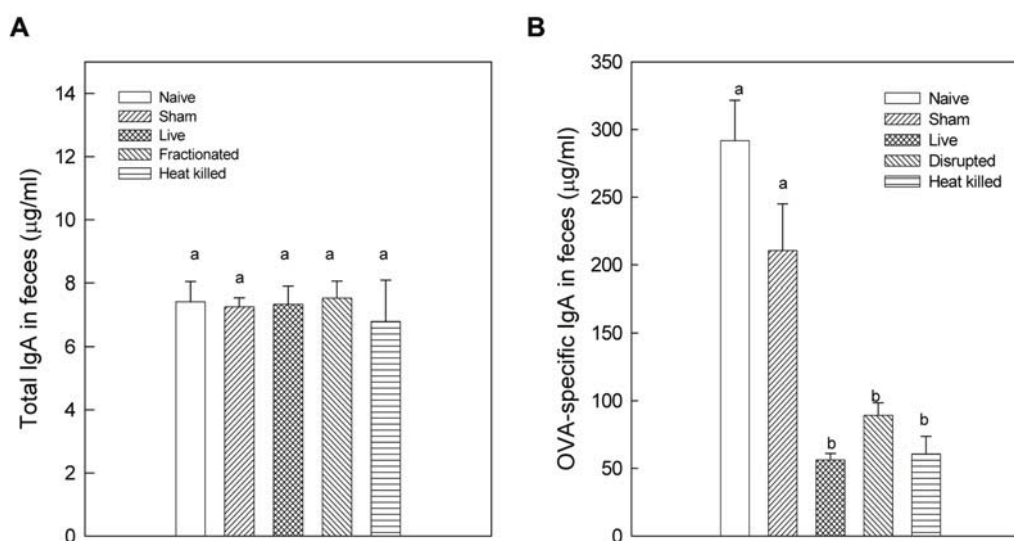 A
Total IgA in feces (μg/ml)
14
12
10
8
6
4
2
0
Naive
Sham
Live
Fractionated
Heat killed
a
a
a
a
a
B
OVA-specific IgA in feces (μg/ml)
350
300
250
200
150
100
50
0
Naive
Sham
Live
Disrupted
Heat killed
a
a
b
b
b